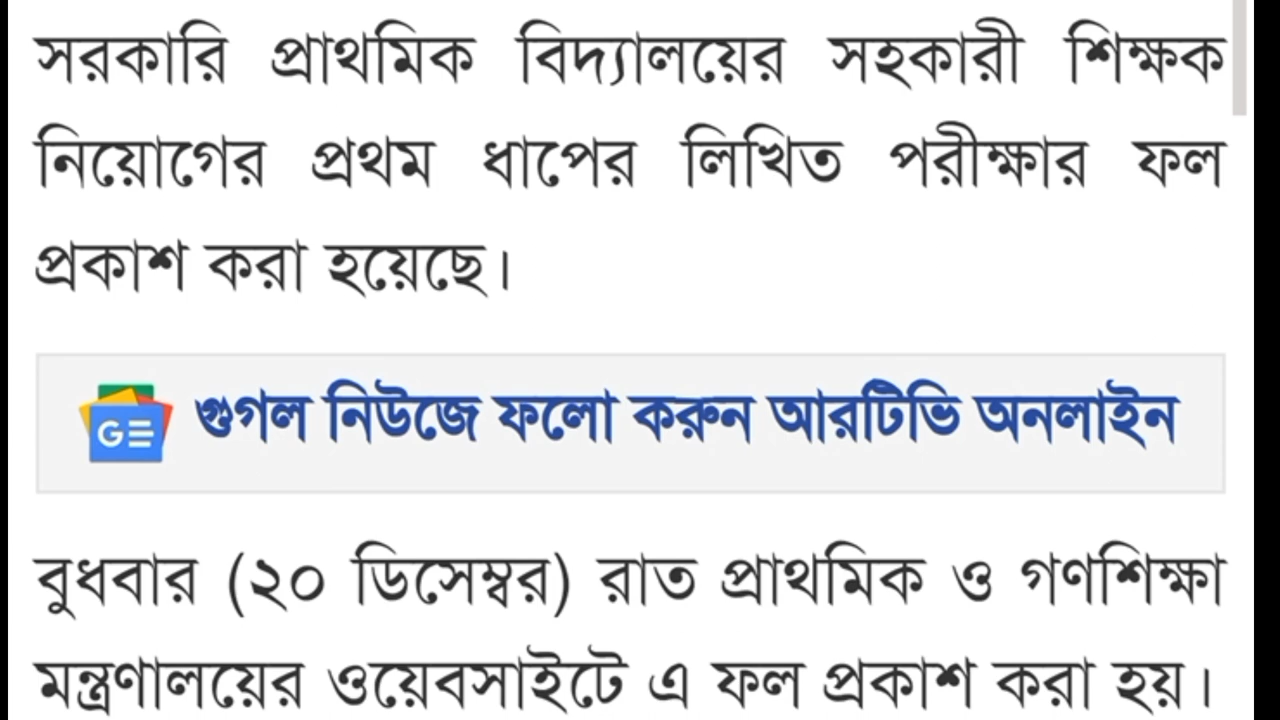 সরকারি প্রাথমিক বিদ্যালয়ের সহকারী শিক্ষক
নিয়োগের প্রথম ধাপের লিখিত পরীক্ষার ফল
প্রকাশ করা হয়েছে।
GE গুগল নিউজে ফলো করুন আরটিভি অনলাইন
বুধবার (২০ ডিসেম্বর) রাত প্রাথমিক ও গণশিক্ষা
মন্ত্রণালয়ের ওয়েবসাইটে এ ফল প্রকাশ করা হয়।